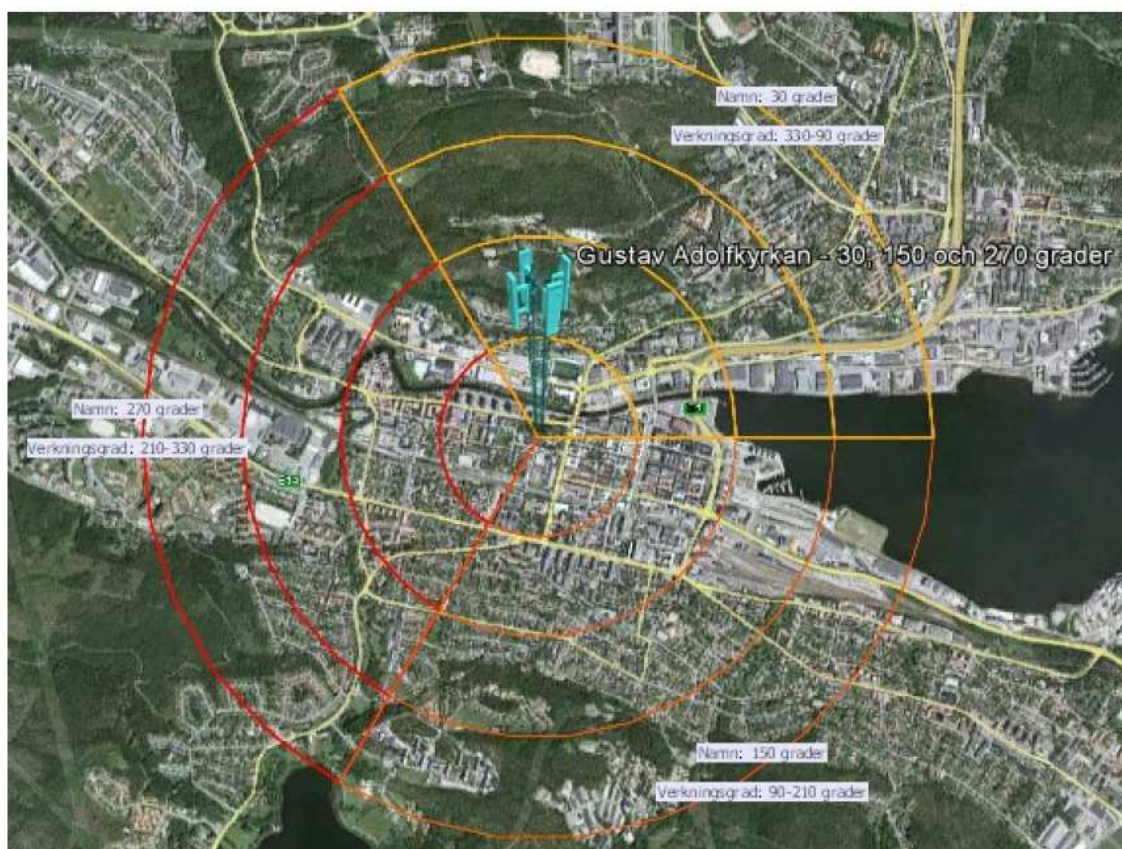 Namn: 30 grader
Verkningsgrad: 330-90 grader
Gustav Adolfkyrkan - 30, 150 och 270 grader
Namn: 270 grader
Verkningsgrad: 210-330 grader
Namn: 150 grader
Verkningsgrad: 90-210 grader